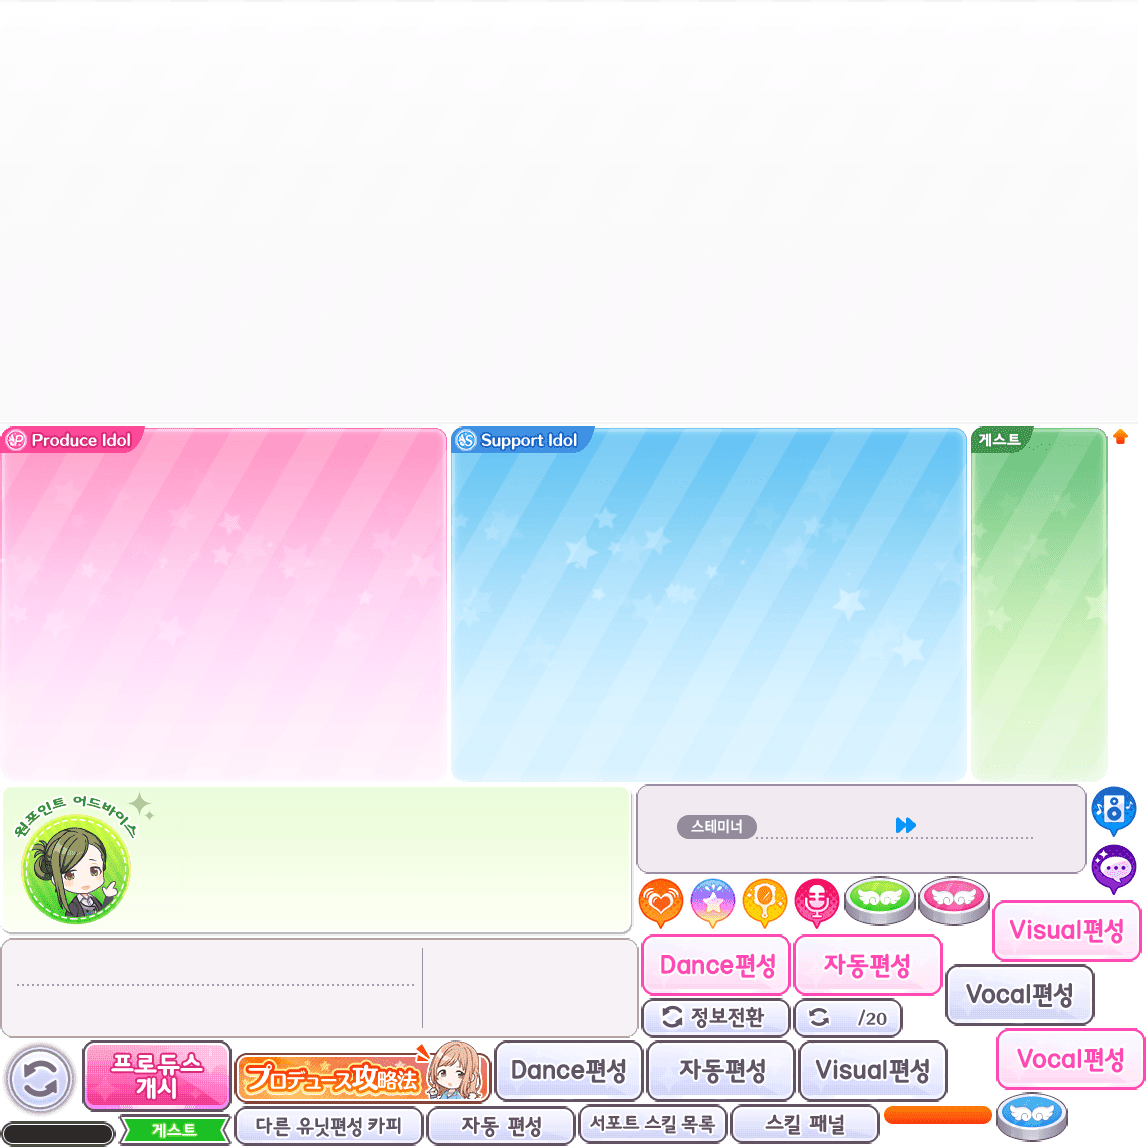 Produce Idol
Support Idol
게스트
원포인트 어드바이스
스테미너
Visual편성
Dance편성
자동편성
Vocal편성
정보전환
/20
Vocal편성
프로듀스
개시
プロデュース攻略法
Dance편성
자동편성
Visual편성
게스트
다른 유닛편성 카피
자동 편성
서포트 스킬 목록
스킬 패널